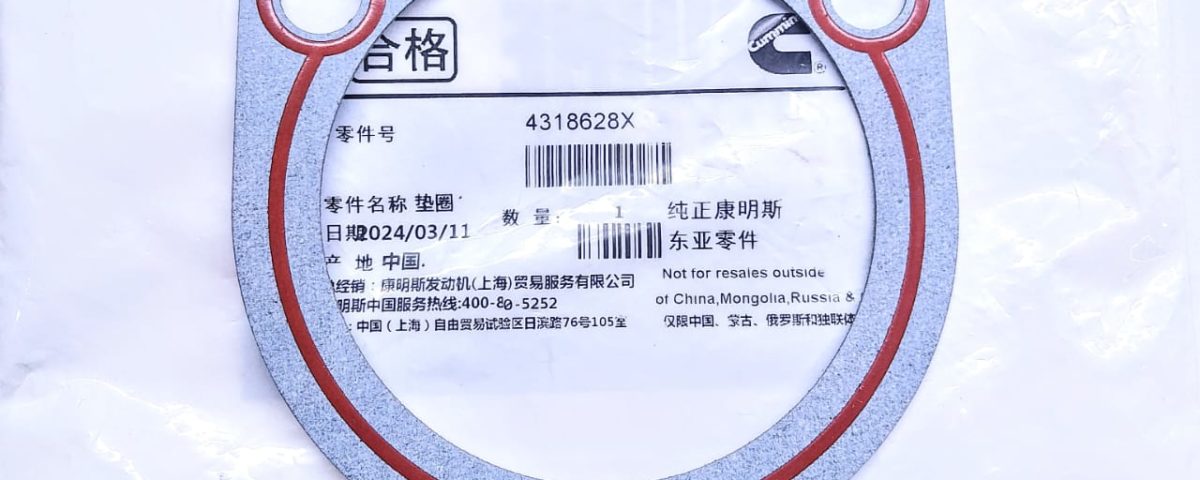 合格
Cummins
®
零件号
4318628X
零件名称 垫圈
数 量: 1
纯正康明斯
日期2024/03/11
东亚零件
产 地 中国.
经销：康明斯发动机(上海)贸易服务有限公司
Not for resales outside
明斯中国服务热线:400-80-5252
of China,Mongolia,Russia &
：中国（上海）自由贸易试验区日滨路76号105室
仅限中国、蒙古、俄罗斯和独联体